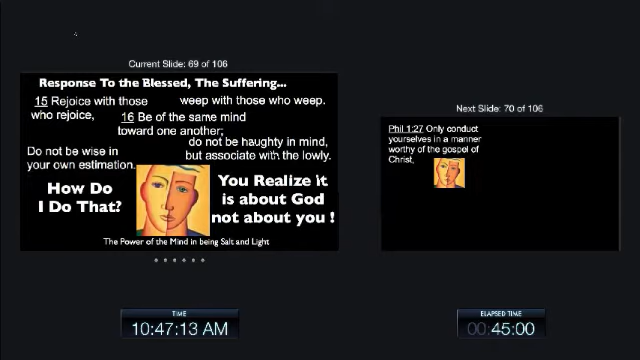 Current Slide: 69 of 106
Response To the Blessed, The Suffering...
15 Rejoice with those who rejoice,
weep with those who weep.
16 Be of the same mind toward one another;
do not be haughty in mind, but associate with the lowly.
Do not be wise in your own estimation.
How Do
I Do That?
You Realize it
is about God
not about you !
The Power of the Mind in being Salt and Light
Next Slide: 70 of 106
Phil 1:27 Only conduct
yourselves in a manner
worthy of the gospel of
Christ,
TIME
10:47:13 AM
ELAPSED TIME
00:45:00